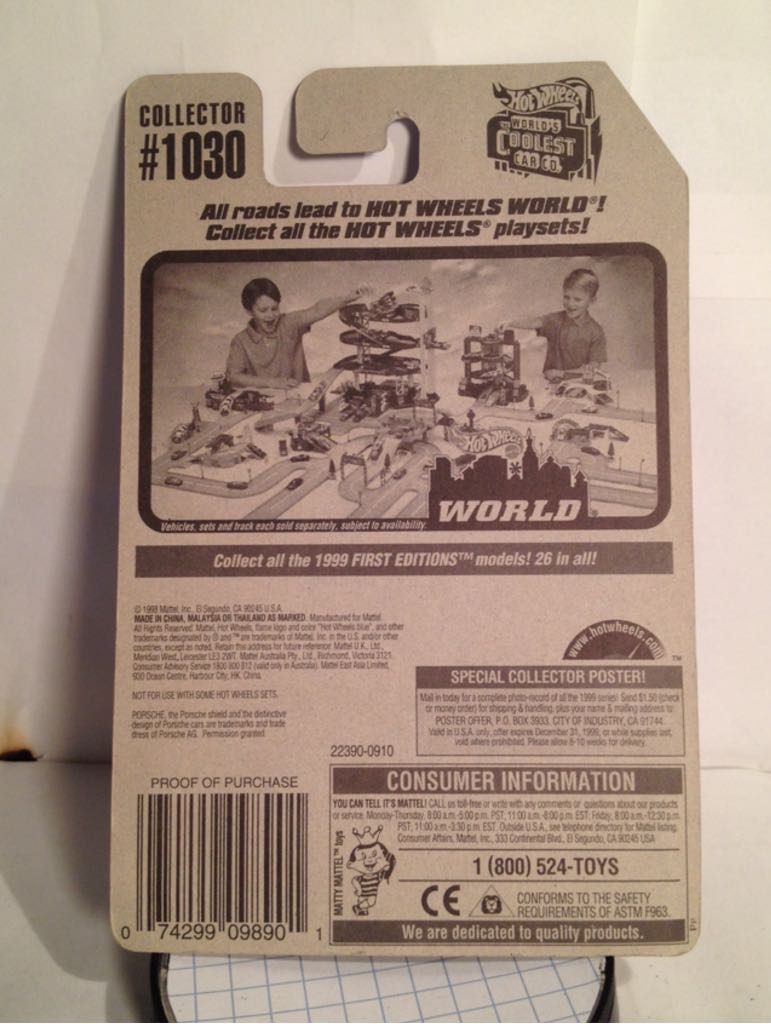 COLLECTOR
#1030
HOT WHEELS
WORLD'S
COOLEST
CAR CO.
All roads lead to HOT WHEELS WORLD®!
Collect all the HOT WHEELS® playsets!
HOT WHEELS
WORLD
Vehicles, sets and track each sold separately, subject to availability.
Collect all the 1999 FIRST EDITIONS™ models! 26 in all!
© 1998 Mattel, Inc., El Segundo, CA 90245 U.S.A.
MADE IN CHINA, MALAYSIA OR THAILAND AS MARKED. Manufactured for Mattel.
All Rights Reserved. Mattel, Hot Wheels, flame logo and color "Hot Wheels blue", and other
trademarks designated by ® and ™ are trademarks of Mattel, Inc. in the U.S. and/or other
countries, except as noted. Retain this address for future reference: Mattel U.K., Ltd.,
Meridian West, Leicester LE3 2WT. Mattel Australia Pty., Ltd., Richmond, Victoria 3121.
Consumer Advisory Service 1800 800 812 (valid only in Australia). Mattel East Asia Limited,
930 Ocean Centre, Harbour City, HK, China.
NOT FOR USE WITH SOME HOT WHEELS SETS.
PORSCHE, the Porsche shield and the distinctive
design of Porsche cars are trademarks and trade
dress of Porsche AG. Permission granted.
22390-0910
www.hotwheels.com
™
SPECIAL COLLECTOR POSTER!
Mail in today for a complete photo-record of all the 1999 series! Send $1.50 (check
or money order) for shipping & handling, plus your name & mailing address to:
POSTER OFFER, P.O. BOX 3933, CITY OF INDUSTRY, CA 91744.
Valid in U.S.A. only, offer expires December 31, 1999, or while supplies last,
void where prohibited. Please allow 8-10 weeks for delivery.
PROOF OF PURCHASE
0 74299 09890 1
CONSUMER INFORMATION
YOU CAN TELL IT'S MATTEL! CALL us toll-free or write with any comments or questions about our products
or service. Monday-Thursday, 8:00 a.m.-5:00 p.m. PST, 11:00 a.m.-8:00 p.m. EST; Friday, 8:00 a.m.-12:30 p.m.
PST, 11:00 a.m.-3:30 p.m. EST. Outside U.S.A., see telephone directory for Mattel listing.
Consumer Affairs, Mattel, Inc., 333 Continental Blvd., El Segundo, CA 90245 USA
MATTY MATTEL™ toys
1 (800) 524-TOYS
CE
CONFORMS TO THE SAFETY
REQUIREMENTS OF ASTM F963.
We are dedicated to quality products.
Pp